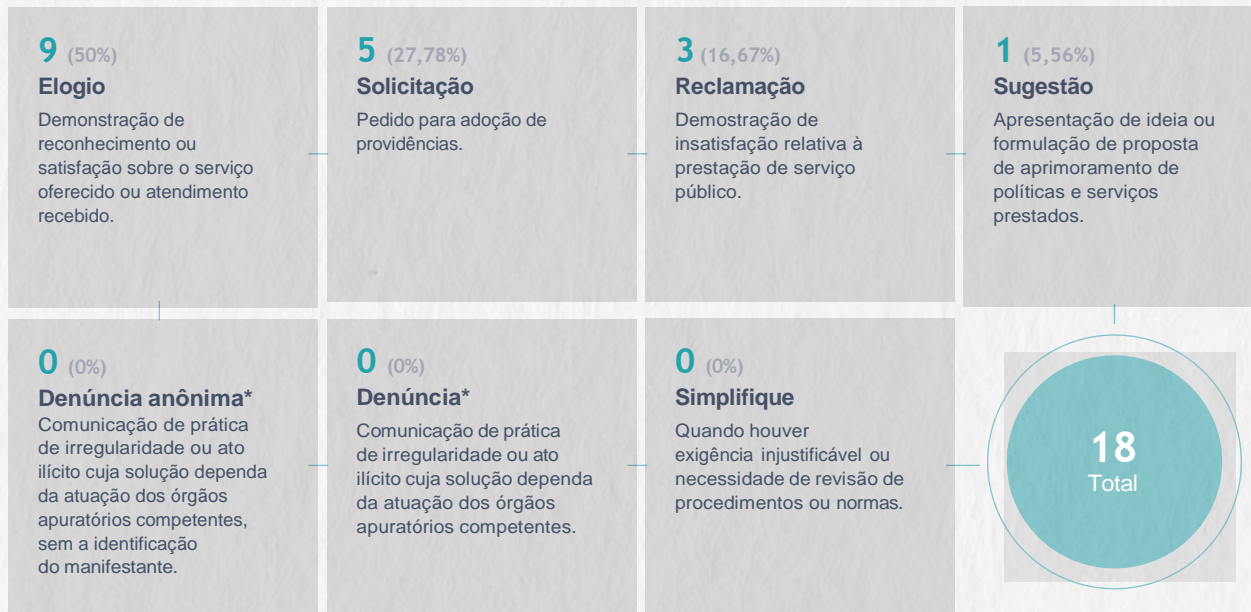 9 (50%)
Elogio
Demonstração de
reconhecimento ou
satisfação sobre o serviço
oferecido ou atendimento
recebido.
5 (27,78%)
Solicitação
Pedido para adoção de
providências.
3 (16,67%)
Reclamação
Demostração de
insatisfação relativa à
prestação de serviço
público.
1 (5,56%)
Sugestão
Apresentação de ideia ou
formulação de proposta
de aprimoramento de
políticas e serviços
prestados.
0 (0%)
Denúncia anônima*
Comunicação de prática
de irregularidade ou ato
ilícito cuja solução dependa
da atuação dos órgãos
apuratórios competentes,
sem a identificação
do manifestante.
0 (0%)
Denúncia*
Comunicação de prática
de irregularidade ou ato
ilícito cuja solução dependa
da atuação dos órgãos
apuratórios competentes.
0 (0%)
Simplifique
Quando houver
exigência injustificável ou
necessidade de revisão de
procedimentos ou normas.
18
Total